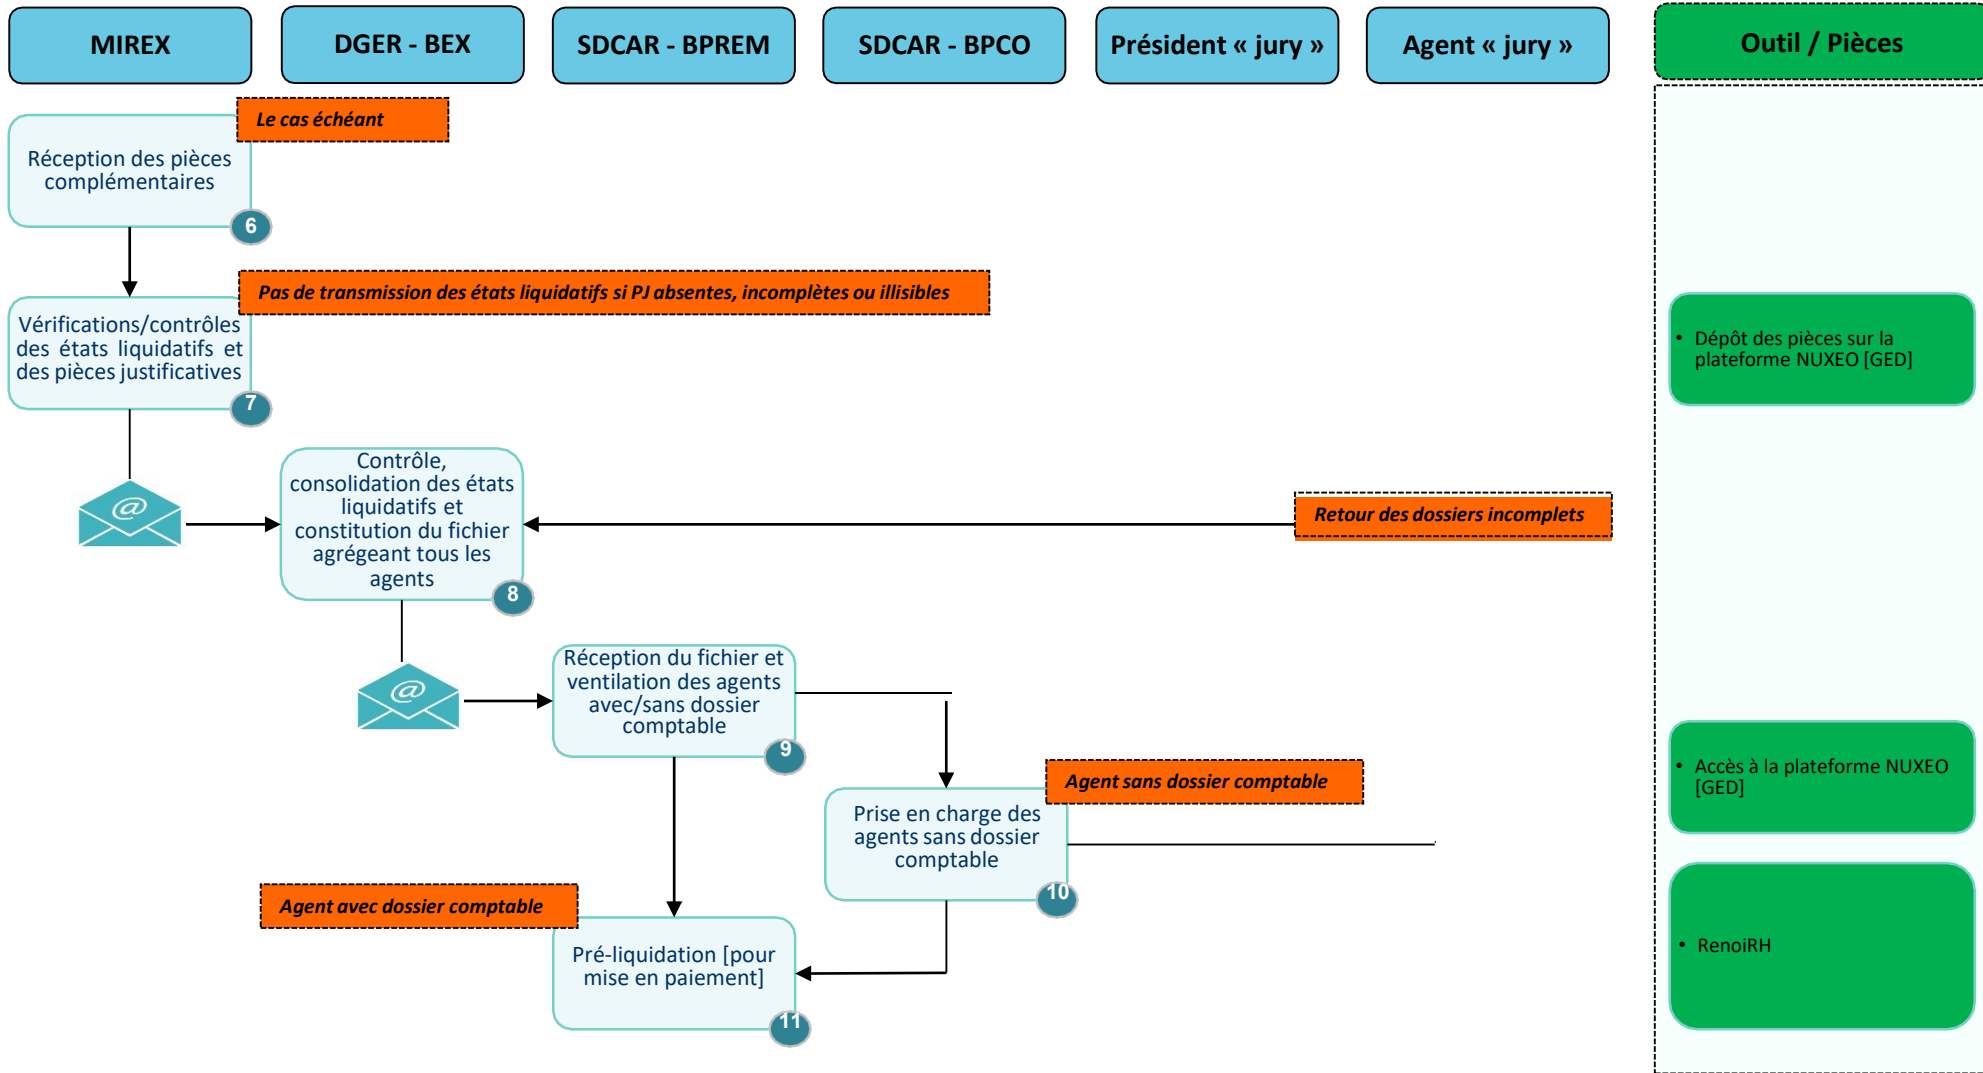 MIREX
DGER - BEX
SDCAR - BPREM
SDCAR - BPCO
Président « jury »
Agent « jury »
Outil / Pièces
Le cas échéant
Réception des pièces
complémentaires
6
Pas de transmission des états liquidatifs si PJ absentes, incomplètes ou illisibles
Vérifications/contrôles
des états liquidatifs et
des pièces justificatives
7
• Dépôt des pièces sur la
plateforme NUXEO [GED]
@
Contrôle,
consolidation des états
liquidatifs et
constitution du fichier
agrégeant tous les
agents
8
Retour des dossiers incomplets
@
Réception du fichier et
ventilation des agents
avec/sans dossier
comptable
9
Agent sans dossier comptable
• Accès à la plateforme NUXEO
[GED]
Prise en charge des
agents sans dossier
comptable
10
Agent avec dossier comptable
Pré-liquidation [pour
mise en paiement]
11
• RenoiRH